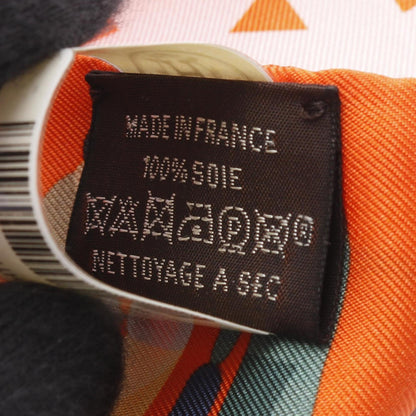 MADE IN FRANCE
100% SOIE
P ®
NETTOYAGE A SEC